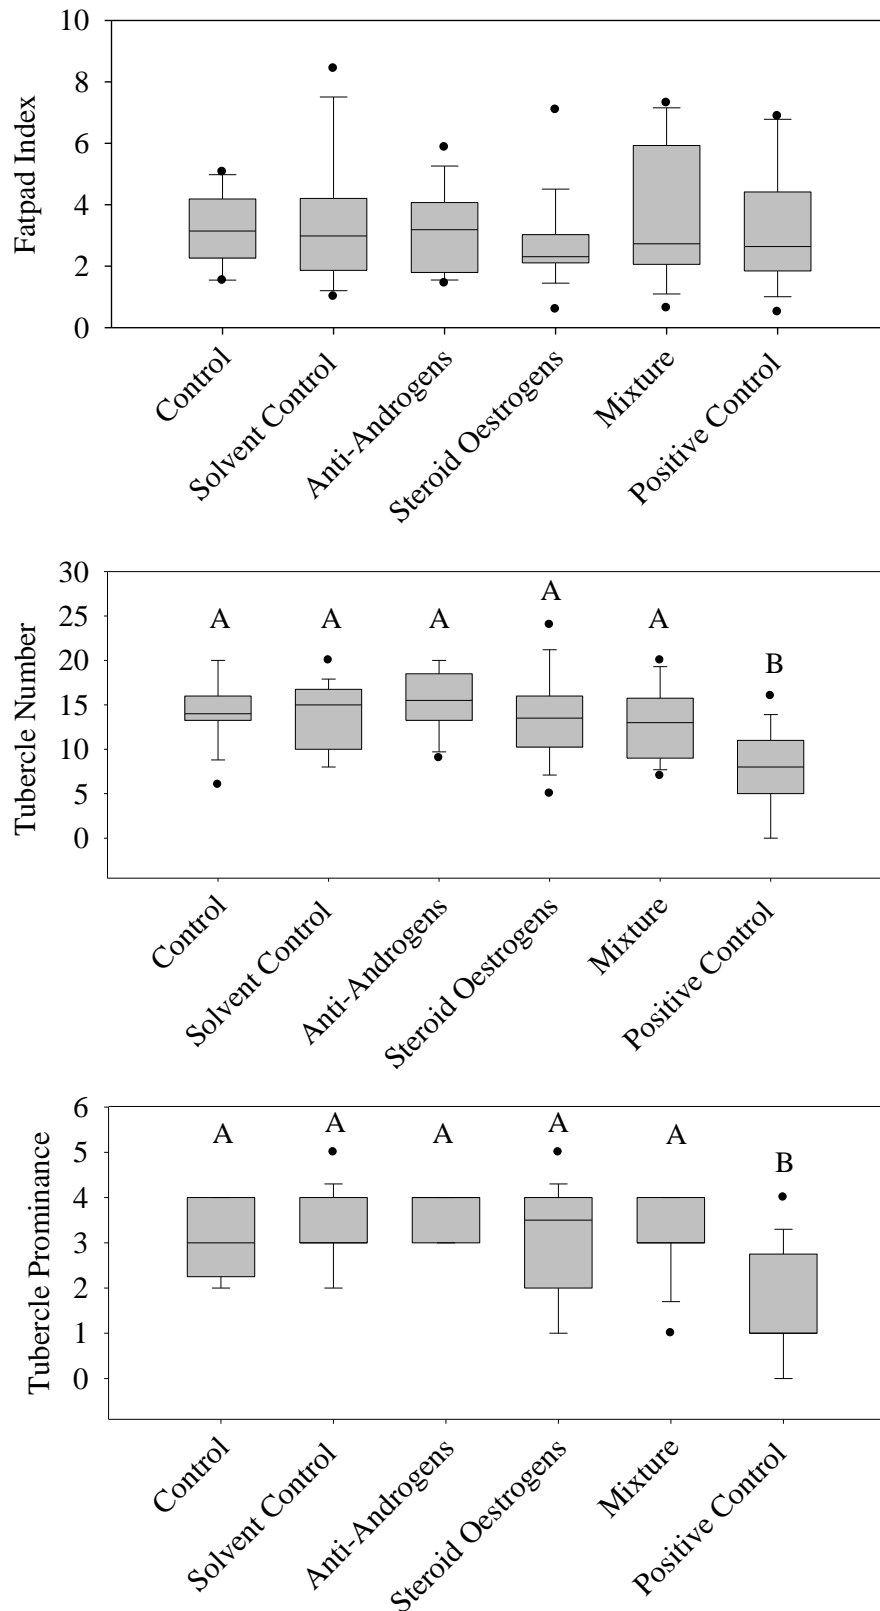 10
8
6
4
2
0
Fatpad Index
Control
Solvent Control
Anti-Androgens
Steroid Oestrogens
Mixture
Positive Control
30
25
20
15
10
5
0
Tubercle Number
A
A
A
A
A
B
Control
Solvent Control
Anti-Androgens
Steroid Oestrogens
Mixture
Positive Control
6
5
4
3
2
1
0
Tubercle Prominance
A
A
A
A
A
B
Control
Solvent Control
Anti-Androgens
Steroid Oestrogens
Mixture
Positive Control